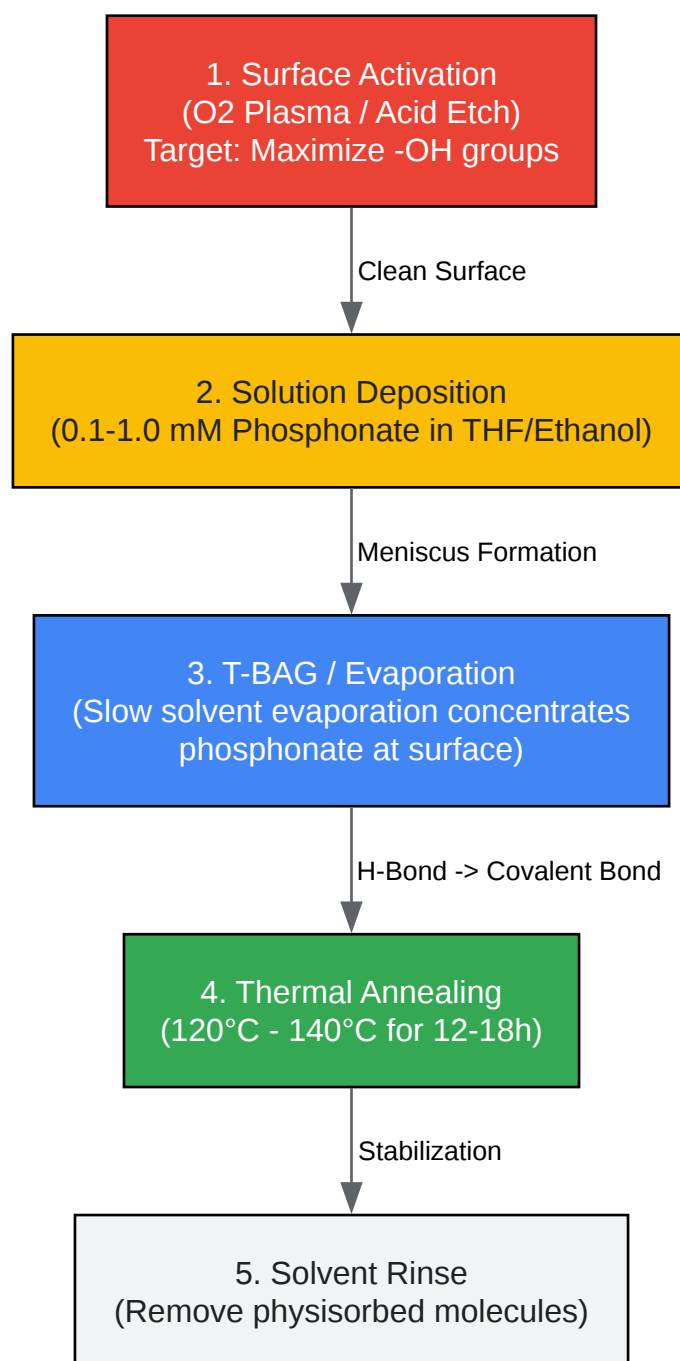 1. Surface Activation
(O2 Plasma / Acid Etch)
Target: Maximize -OH groups
Clean Surface
2. Solution Deposition
(0.1-1.0 mM Phosphonate in THF/Ethanol)
Meniscus Formation
3. T-BAG / Evaporation
(Slow solvent evaporation concentrates
phosphonate at surface)
H-Bond -> Covalent Bond
4. Thermal Annealing
(120°C - 140°C for 12-18h)
Stabilization
5. Solvent Rinse
(Remove physisorbed molecules)